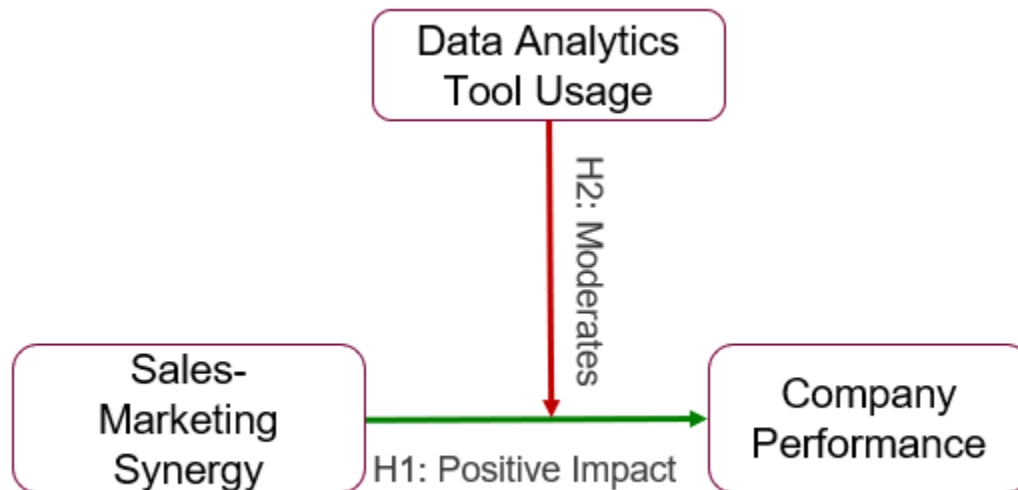 Data Analytics
Tool Usage
H2: Moderates
Sales-
Marketing
Synergy
H1: Positive Impact
Company
Performance